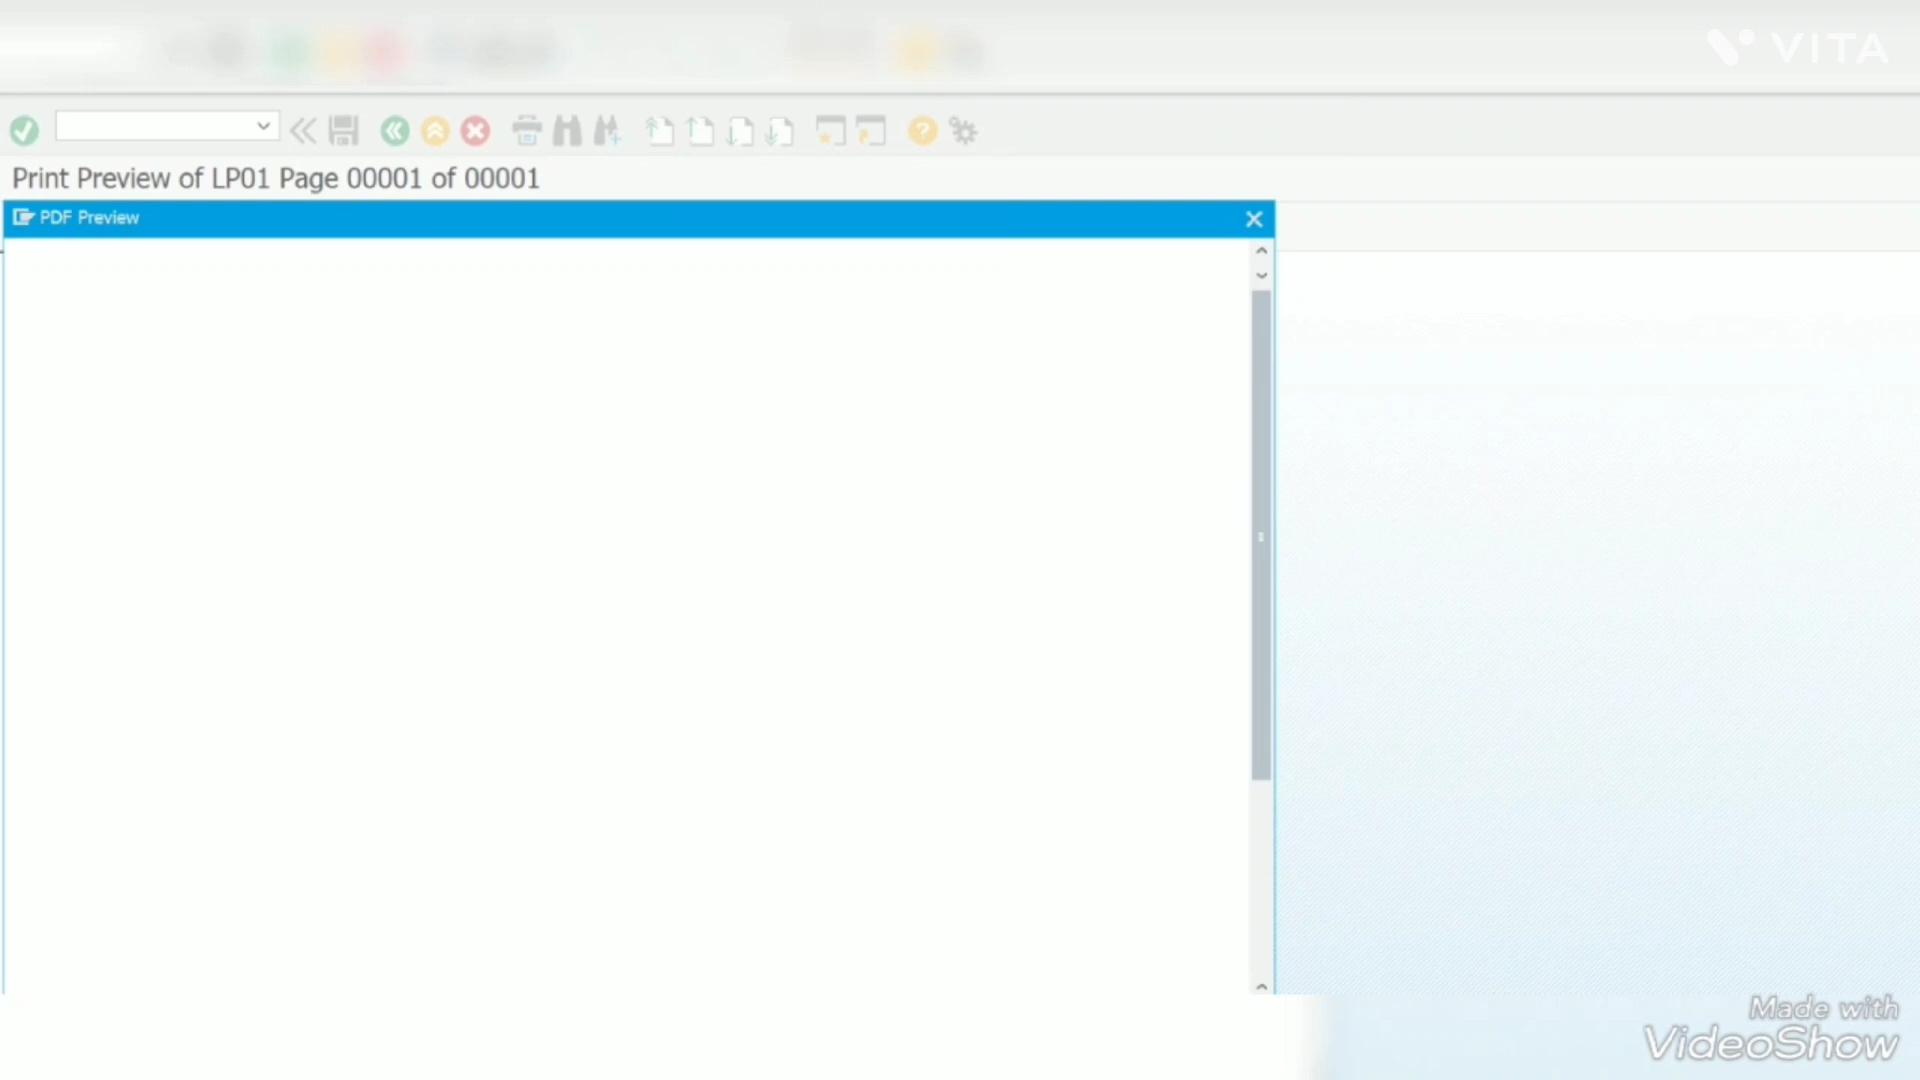 VITA
Print Preview of LP01 Page 00001 of 00001
PDF Preview
Made with
VideoShow